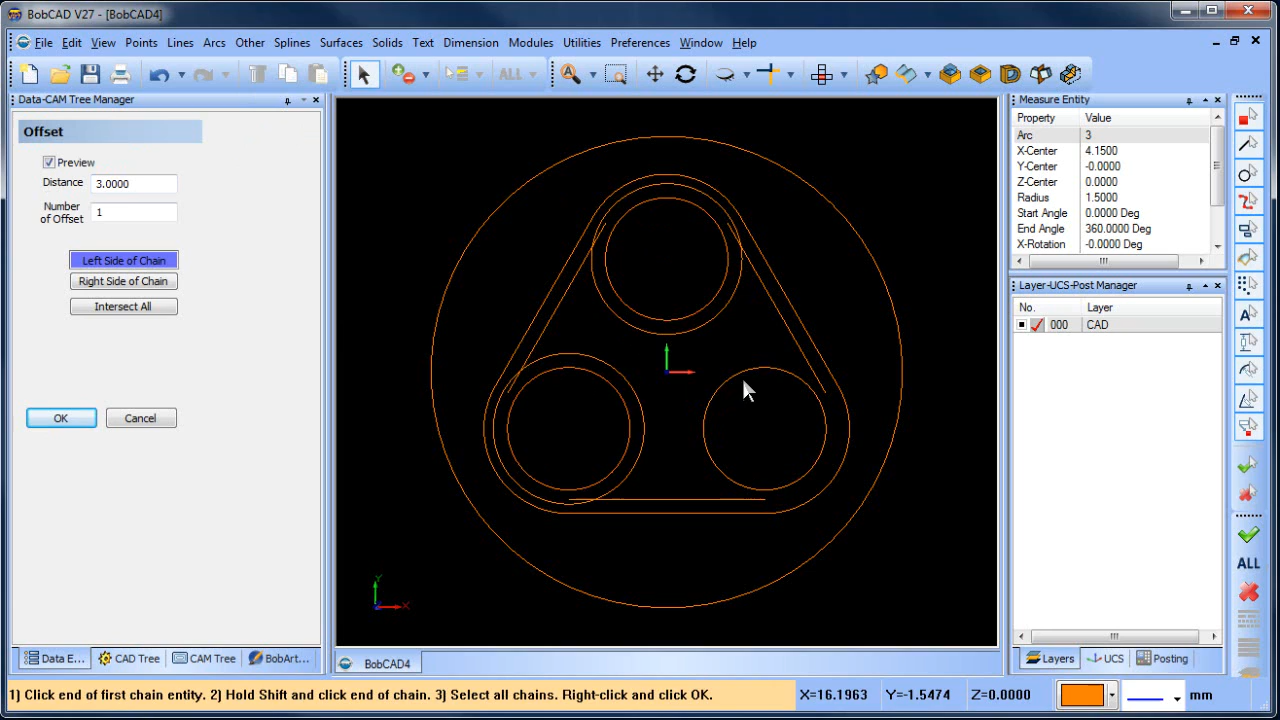 BobCAD V27 - [BobCAD4]
File Edit View Points Lines Arcs Other Splines Surfaces Solids Text Dimension Modules Utilities Preferences Window Help
ALL
Data-CAM Tree Manager
Offset
Preview
Distance 3.0000
Number of Offset 1
Left Side of Chain
Right Side of Chain
Intersect All
OK Cancel
Data E... CAD Tree CAM Tree BobArt...
Y
X
BobCAD4
Measure Entity
Property Value
Arc 3
X-Center 4.1500
Y-Center -0.0000
Z-Center 0.0000
Radius 1.5000
Start Angle 0.0000 Deg
End Angle 360.0000 Deg
X-Rotation -0.0000 Deg
Layer-UCS-Post Manager
No. Layer
000 CAD
Layers UCS Posting
A
ALL
1) Click end of first chain entity. 2) Hold Shift and click end of chain. 3) Select all chains. Right-click and click OK.
X=16.1963 Y=-1.5474 Z=0.0000 mm